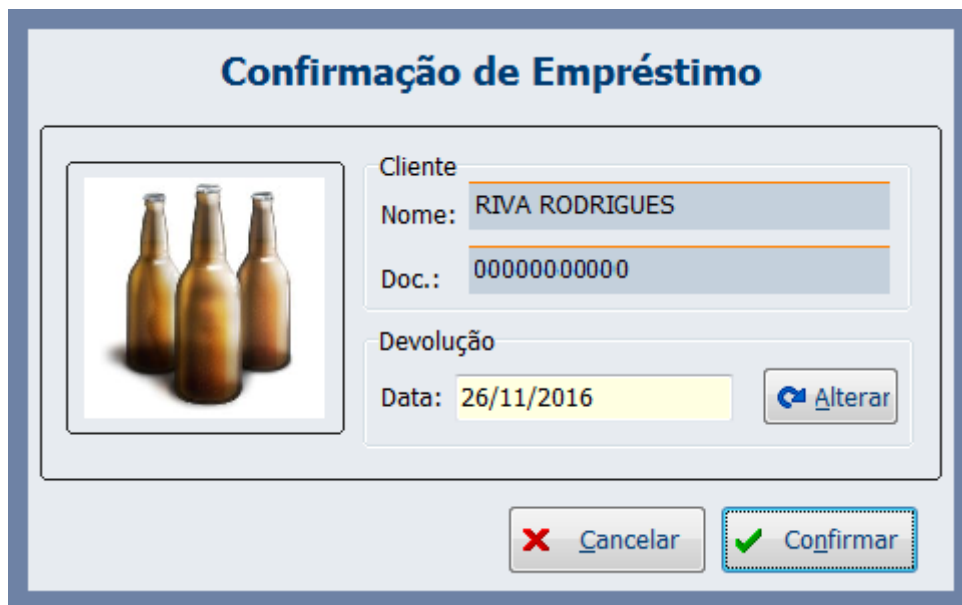 Confirmação de Empréstimo
Cliente
Nome: RIVA RODRIGUES
Doc.: 00000000000
Devolução
Data: 26/11/2016 Alterar
Cancelar Confirmar